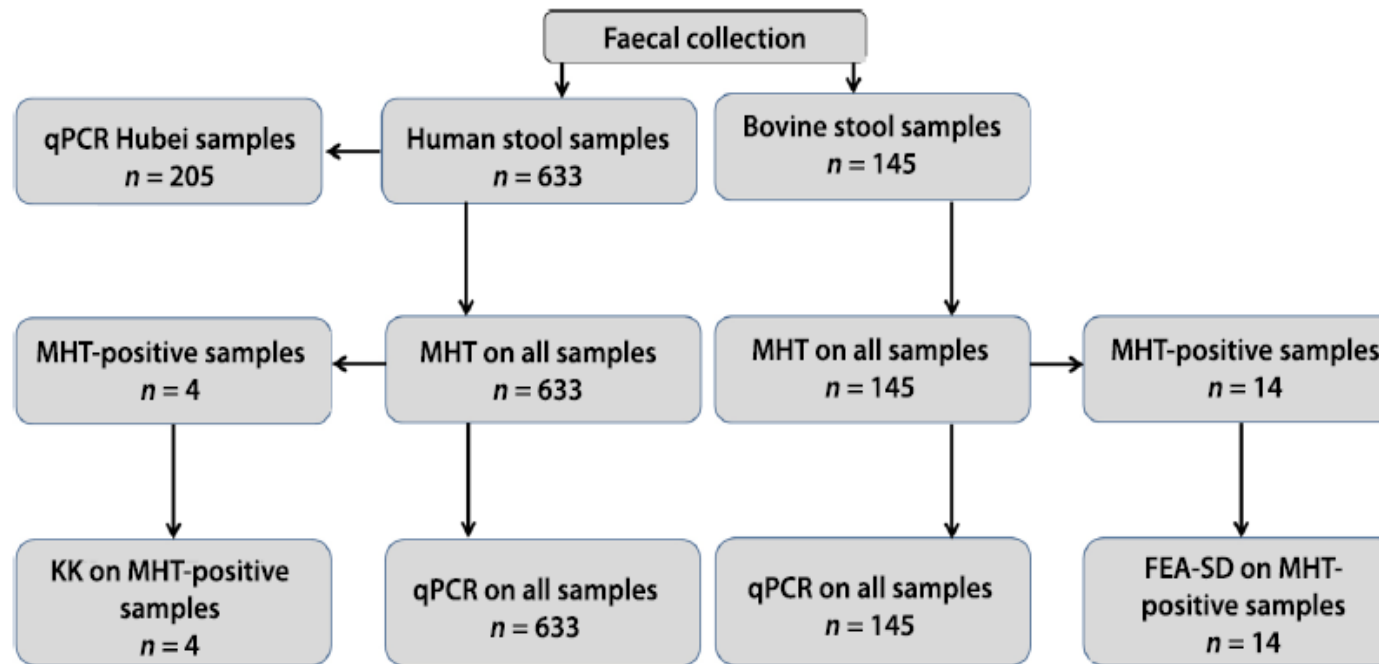 Faecal collection
qPCR Hubei samples
n = 205
Human stool samples
n = 633
Bovine stool samples
n = 145
MHT-positive samples
n = 4
MHT on all samples
n = 633
MHT on all samples
n = 145
MHT-positive samples
n = 14
KK on MHT-positive
samples
n = 4
qPCR on all samples
n = 633
qPCR on all samples
n = 145
FEA-SD on MHT-
positive samples
n = 14